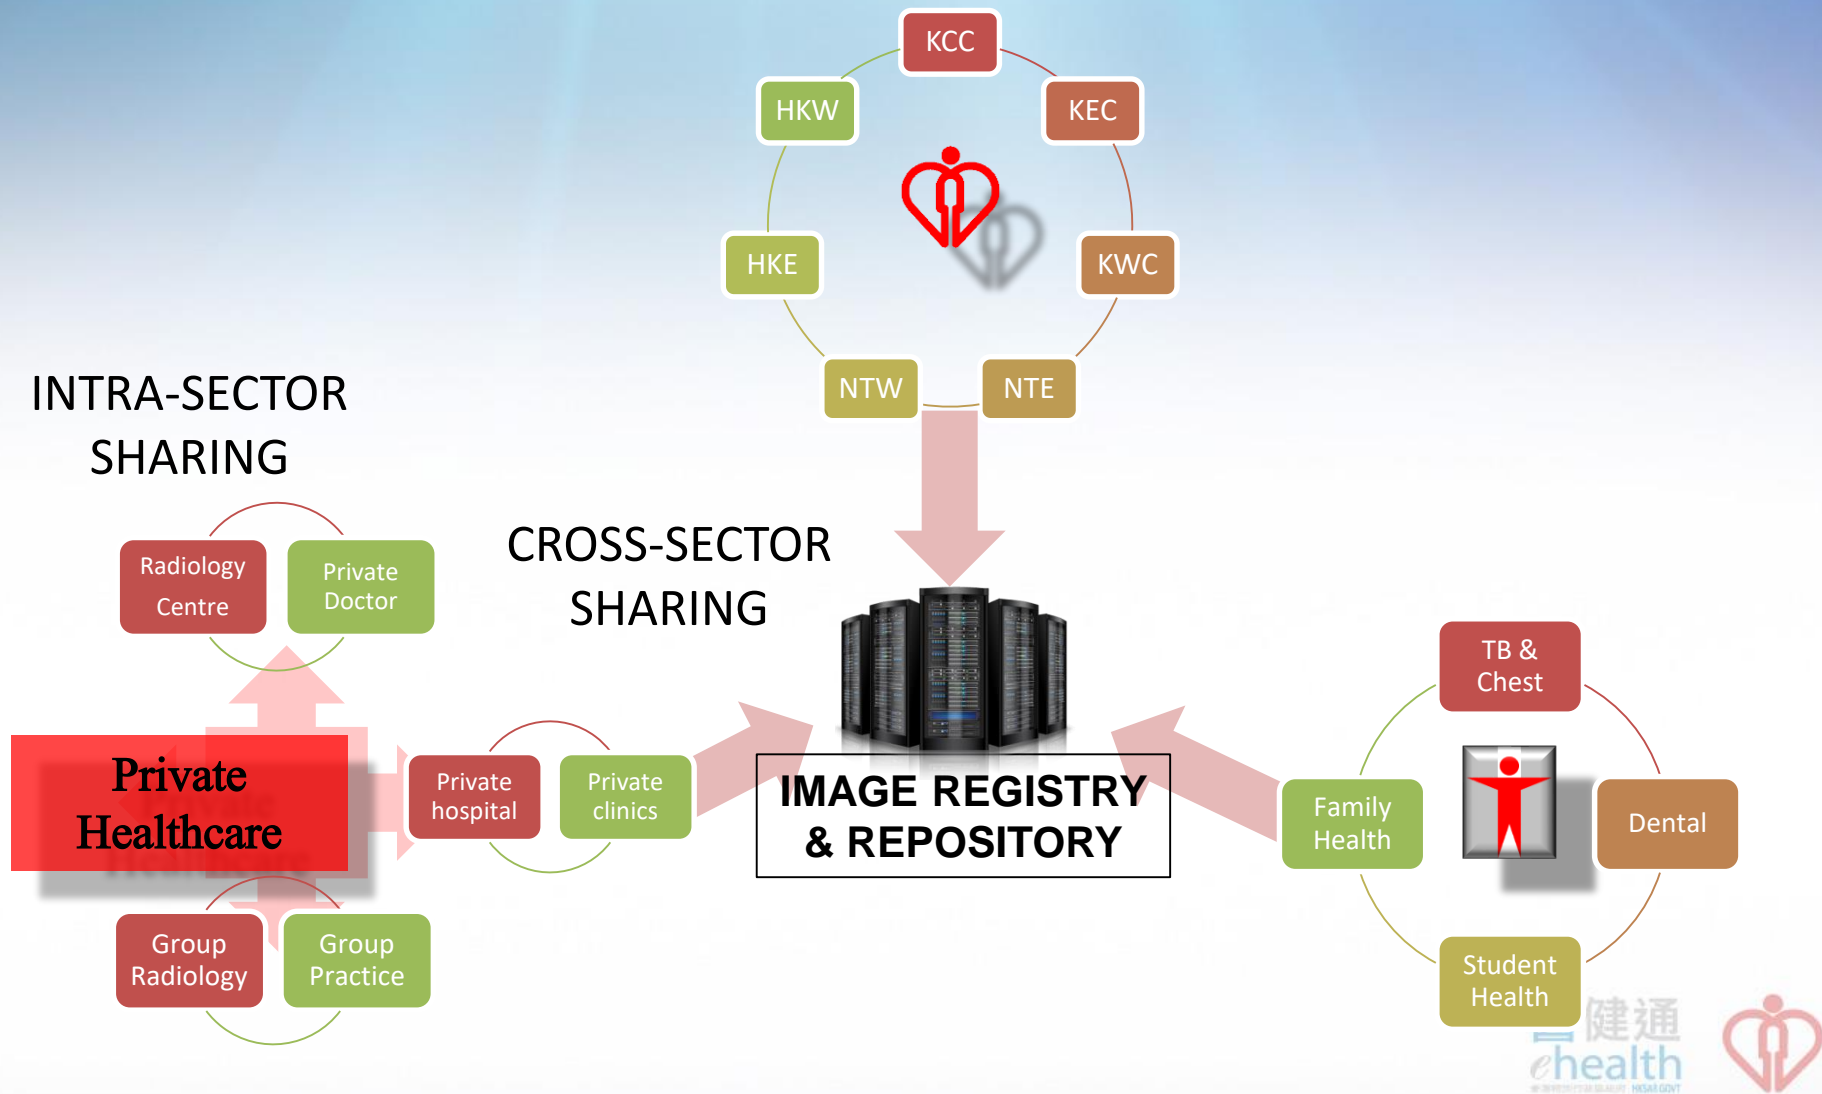 KCC
HKW
KEC
HKE
KWC
NTW
NTE
INTRA-SECTOR
SHARING
Radiology
Centre
Private
Doctor
CROSS-SECTOR
SHARING
Private
Healthcare
Private
hospital
Private
clinics
IMAGE REGISTRY
& REPOSITORY
TB &
Chest
Family
Health
Dental
Student
Health
Group
Radiology
Group
Practice
健通
ehealth
HKSAR GOVT